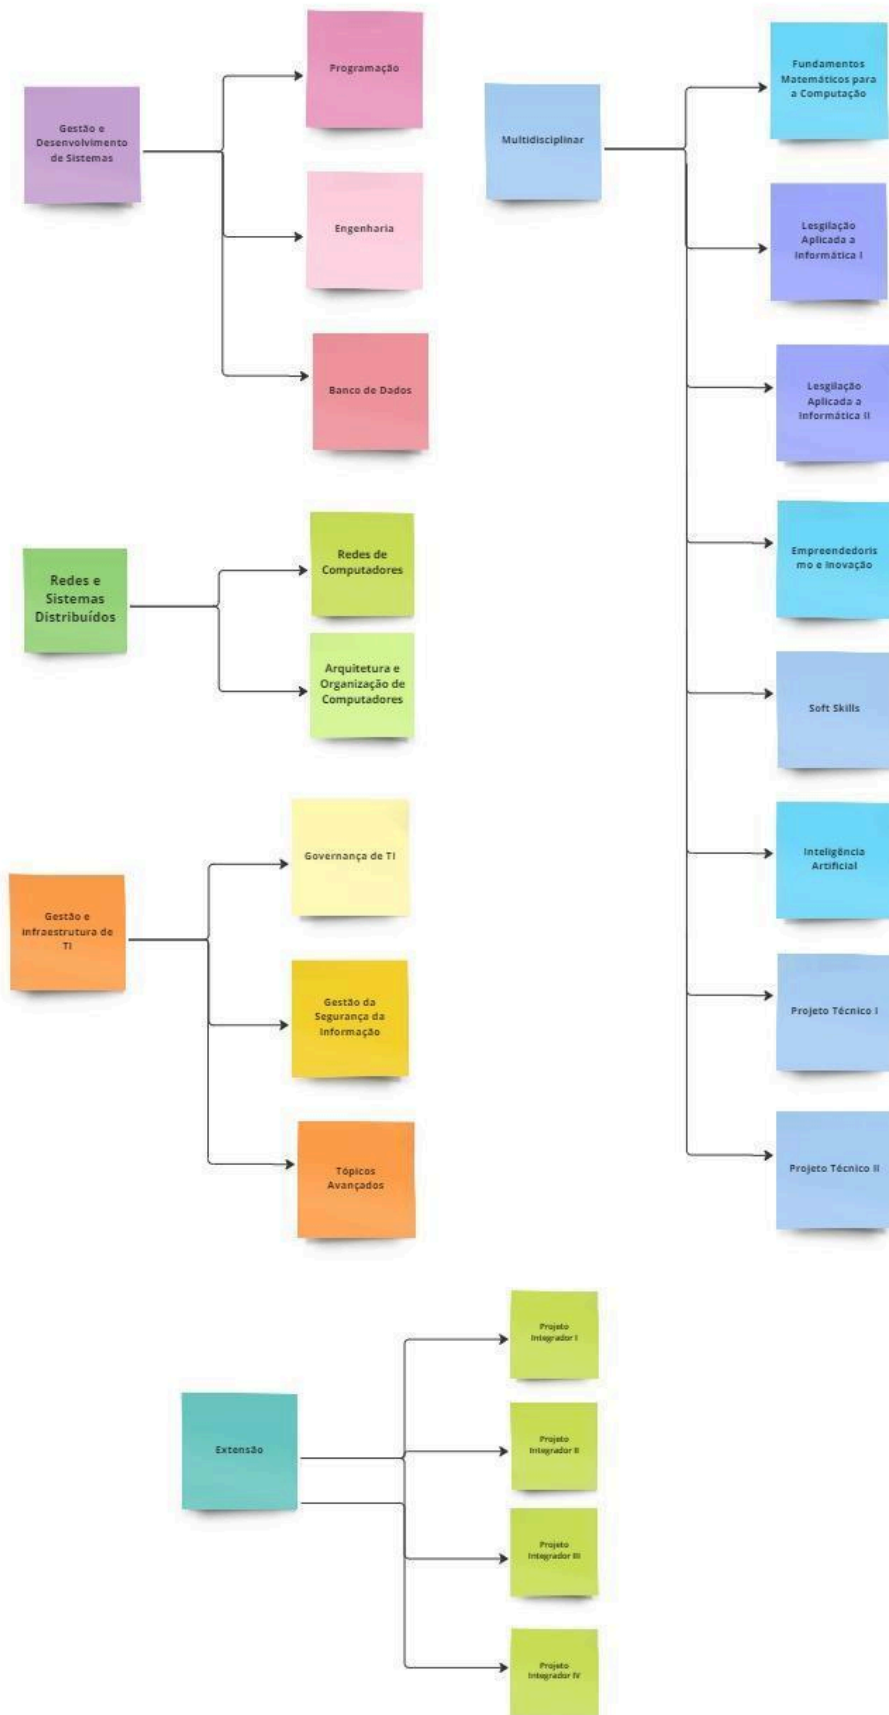 Programação
Gestão e
Desenvolvimento
de Sistemas
Engenharia
Banco de Dados
Redes e
Sistemas
Distribuídos
Redes de
Computadores
Arquitetura e
Organização de
Computadores
Gestão e
Infraestrutura de
TI
Governança de TI
Gestão da
Segurança da
Informação
Tópicos
Avançados
Multidisciplinar
Fundamentos
Matemáticos para
a Computação
Lesgilação
Aplicada a
Informática I
Lesgilação
Aplicada a
Informática II
Empreendedoris
mo e Inovação
Soft Skills
Inteligência
Artificial
Projeto Técnico I
Projeto Técnico II
Extensão
Projeto
Integrador I
Projeto
Integrador II
Projeto
Integrador III
Projeto
Integrador IV